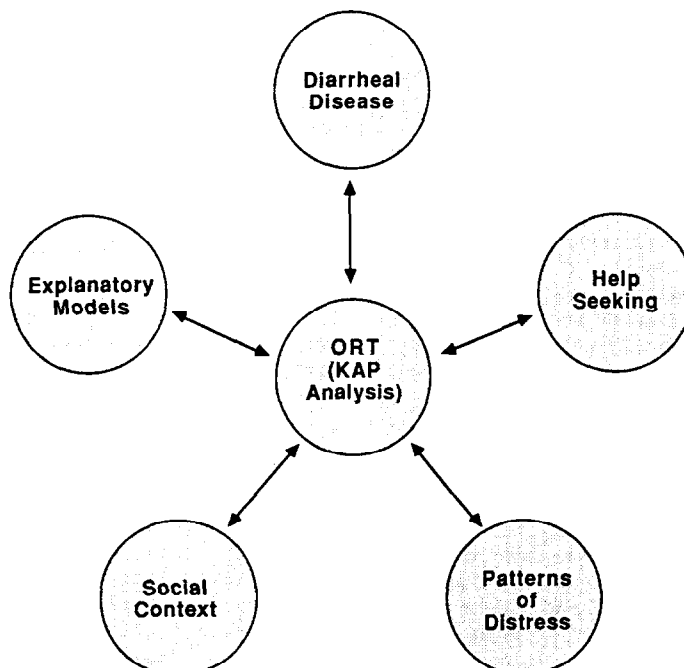 Diarrheal
Disease
Explanatory
Models
Help
Seeking
ORT
(KAP
Analysis)
Social
Context
Patterns
of
Distress